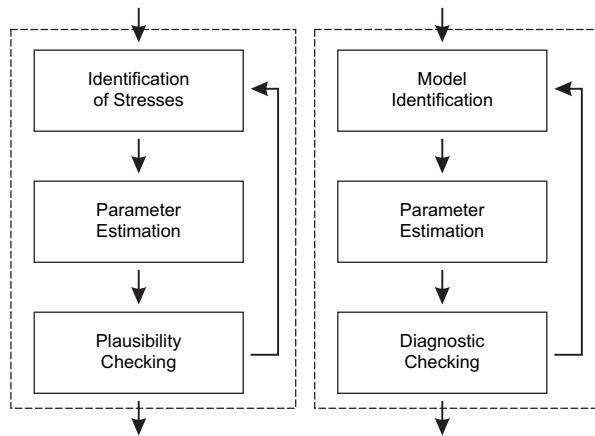 Identification
of Stresses
Parameter
Estimation
Plausibility
Checking
Model
Identification
Parameter
Estimation
Diagnostic
Checking